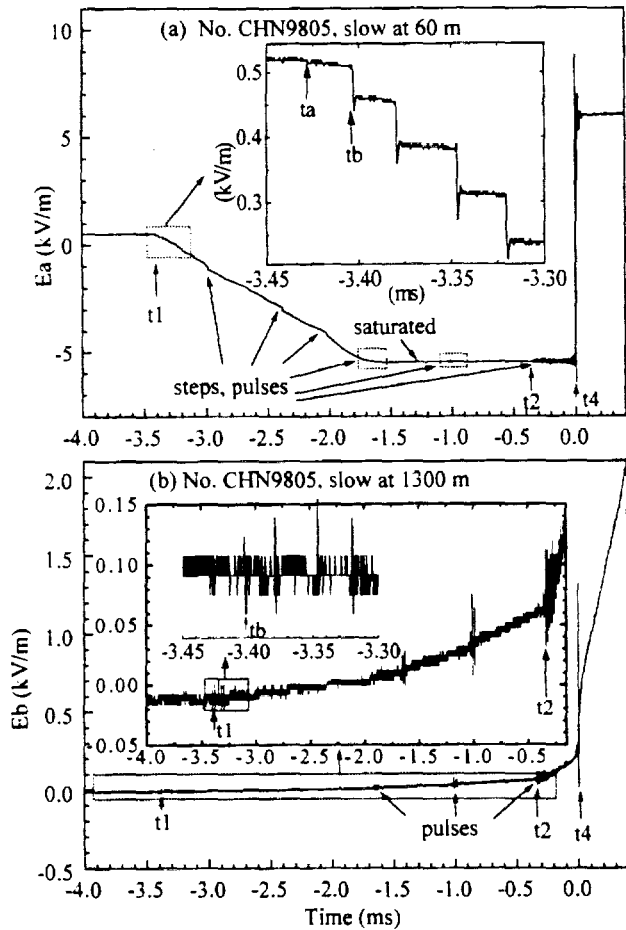 (a) No. CHN9805, slow at 60 m
10
5
0
-5
Ea (kV/m)
0.5
0.4
0.3
(kV/m)
ta
tb
-3.45 -3.40 -3.35 -3.30
(ms)
t1
saturated
steps, pulses
t2
t4
-4.0 -3.5 -3.0 -2.5 -2.0 -1.5 -1.0 -0.5 0.0
(b) No. CHN9805, slow at 1300 m
2.0
1.5
1.0
0.5
0.0
-0.5
Eb (kV/m)
0.15
0.10
0.05
0.00
0.05
tb
-3.45 -3.40 -3.35 -3.30
t1
t2
-4.0 -3.5 -3.0 -2.5 -2.0 -1.5 -1.0 -0.5
t1
pulses
t2
t4
-4.0 -3.5 -3.0 -2.5 -2.0 -1.5 -1.0 -0.5 0.0
Time (ms)